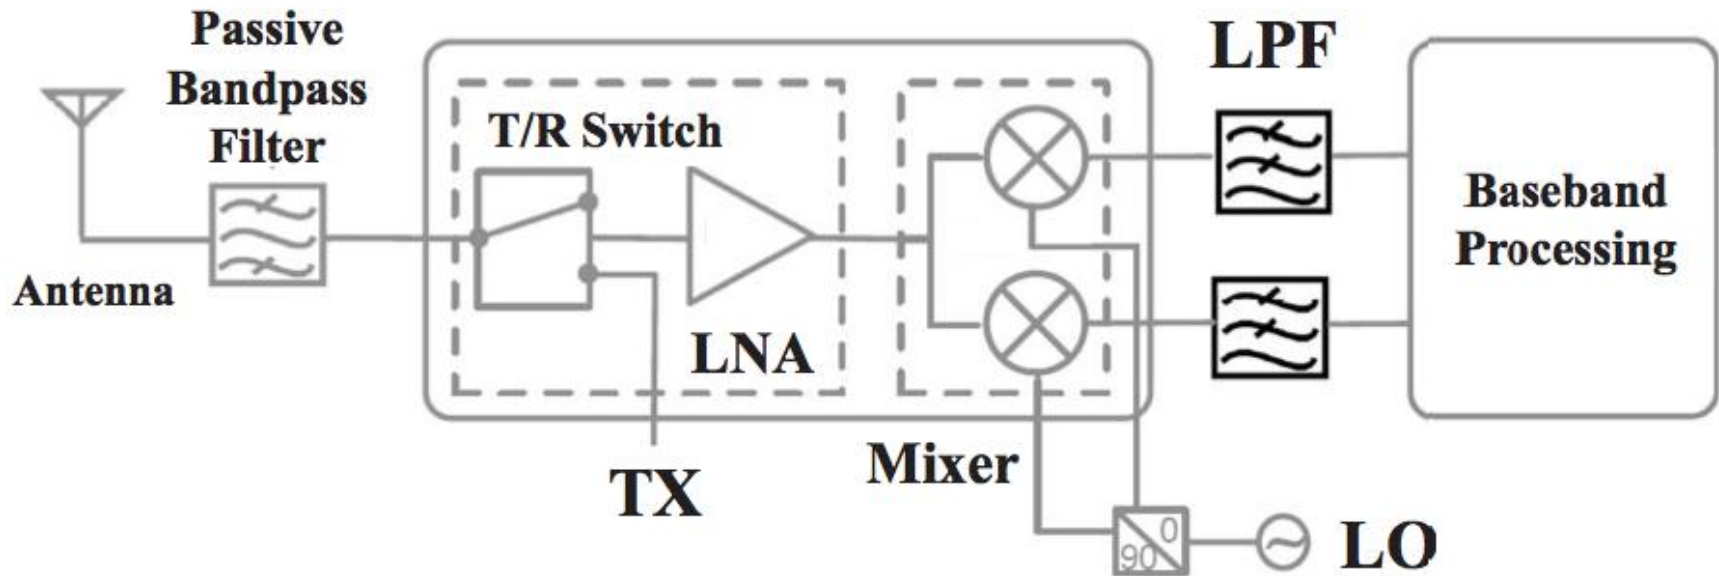 Passive
Bandpass
Filter
Antenna
T/R Switch
LNA
TX
Mixer
LPF
Baseband
Processing
0
90
LO